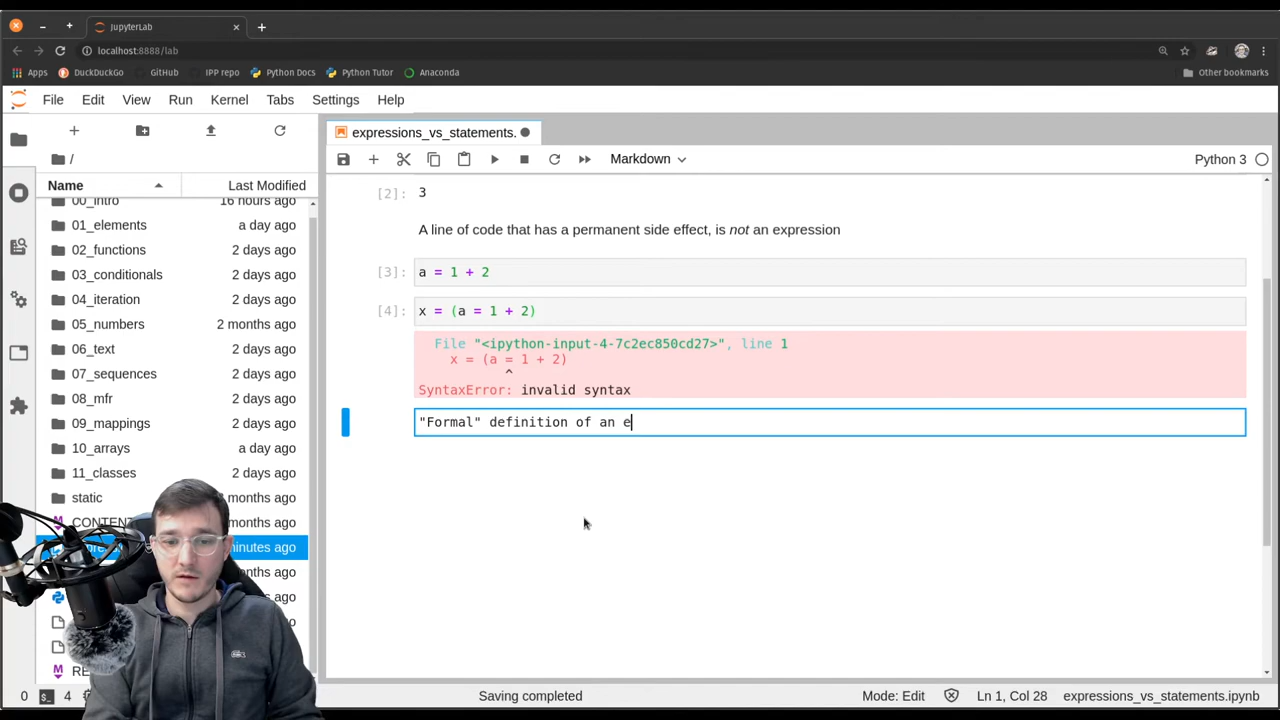 JupyterLab
localhost:8888/lab
Apps DuckDuckGo GitHub IPP repo Python Docs Python Tutor Anaconda Other bookmarks
File Edit View Run Kernel Tabs Settings Help
expressions_vs_statements.
/
Markdown Python 3
Name Last Modified
00_intro 16 hours ago
01_elements a day ago
02_functions 2 days ago
03_conditionals 2 days ago
04_iteration 2 days ago
05_numbers 2 months ago
06_text 2 days ago
07_sequences 2 days ago
08_mfr 2 days ago
09_mappings 2 days ago
10_arrays a day ago
11_classes 2 days ago
static months ago
CONTENT months ago
minutes ago
months ago
ago
ago
ago
ago
[2]: 3
A line of code that has a permanent side effect, is not an expression
[3]: a = 1 + 2
[4]: x = (a = 1 + 2)
File "<ipython-input-4-7c2ec850cd27>", line 1
x = (a = 1 + 2)
^
SyntaxError: invalid syntax
"Formal" definition of an e
0 $_ 4 Saving completed Mode: Edit Ln 1, Col 28 expressions_vs_statements.ipynb